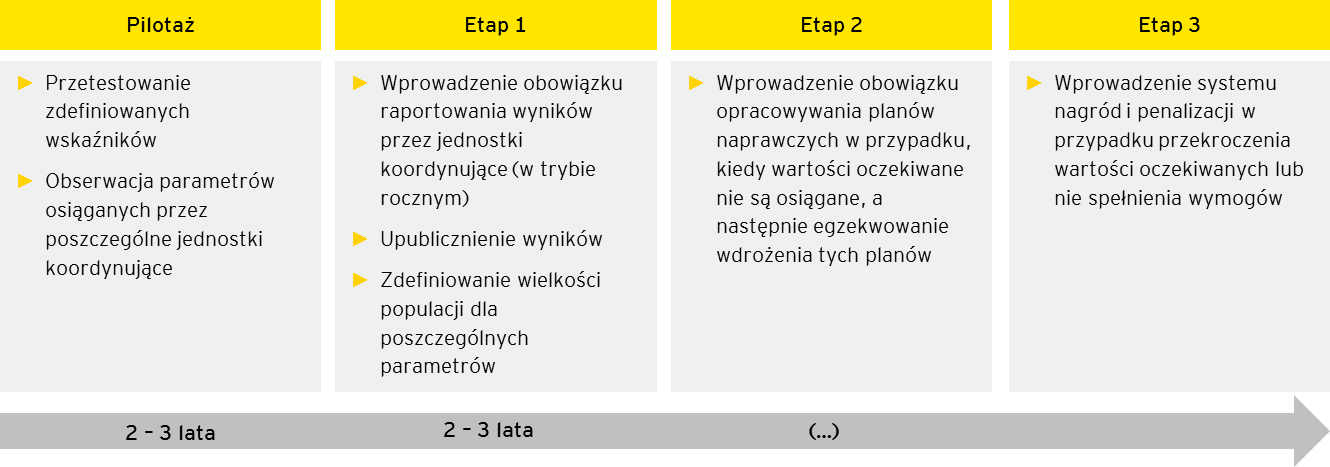 Pilotaż
Przetestowanie
zdefiniowanych
wskaźników
Obserwacja parametrów
osiąganych przez
poszczególne jednostki
koordynujące
Etap 1
Wprowadzenie obowiązku
raportowania wyników
przez jednostki
koordynujące (w trybie
rocznym)
Upublicznienie wyników
Zdefiniowanie wielkości
populacji dla
poszczególnych
parametrów
Etap 2
Wprowadzenie obowiązku
opracowywania planów
naprawczych w przypadku,
kiedy wartości oczekiwane
nie są osiągane, a
następnie egzekwowanie
wdrożenia tych planów
Etap 3
Wprowadzenie systemu
nagród i penalizacji w
przypadku przekroczenia
wartości oczekiwanych lub
nie spełnienia wymogów
2 – 3 lata
2 – 3 lata
(...)